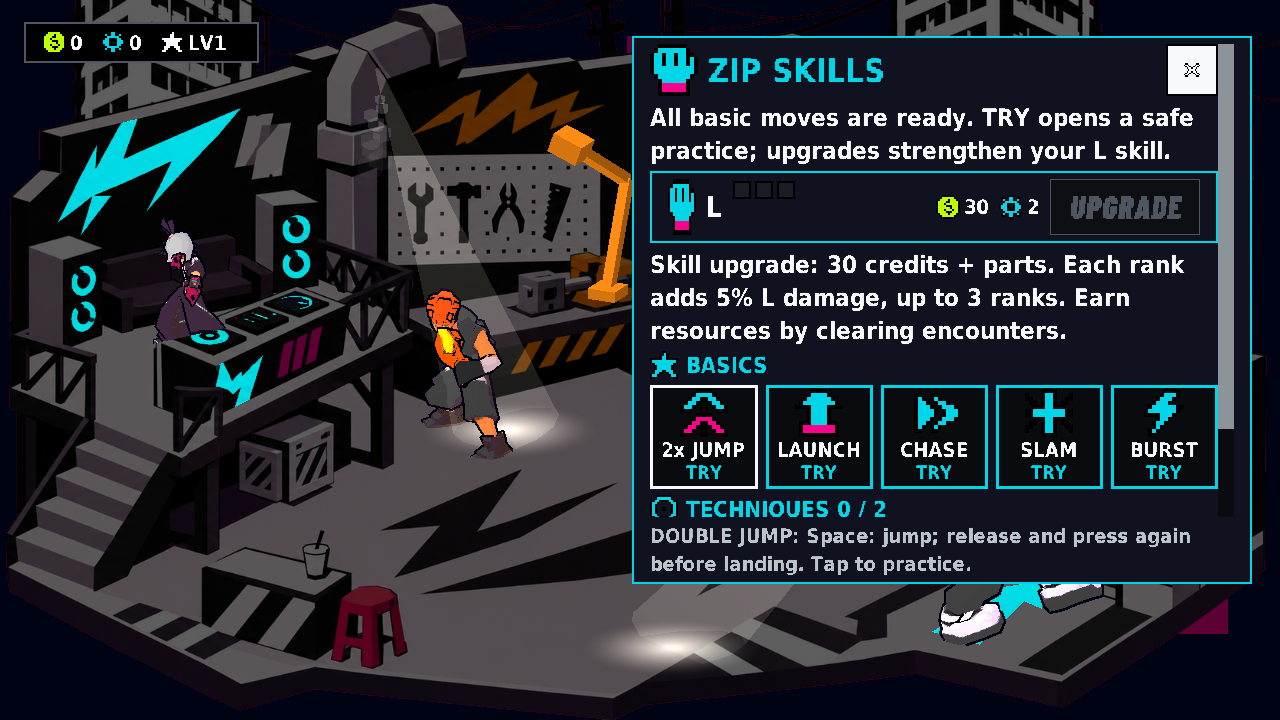 0 0 LV1
ZIP SKILLS
All basic moves are ready. TRY opens a safe
practice; upgrades strengthen your L skill.
L 30 2 UPGRADE
Skill upgrade: 30 credits + parts. Each rank
adds 5% L damage, up to 3 ranks. Earn
resources by clearing encounters.
BASICS
2x JUMP LAUNCH CHASE SLAM BURST
TRY TRY TRY TRY TRY
TECHNIQUES 0 / 2
DOUBLE JUMP: Space: jump; release and press again
before landing. Tap to practice.